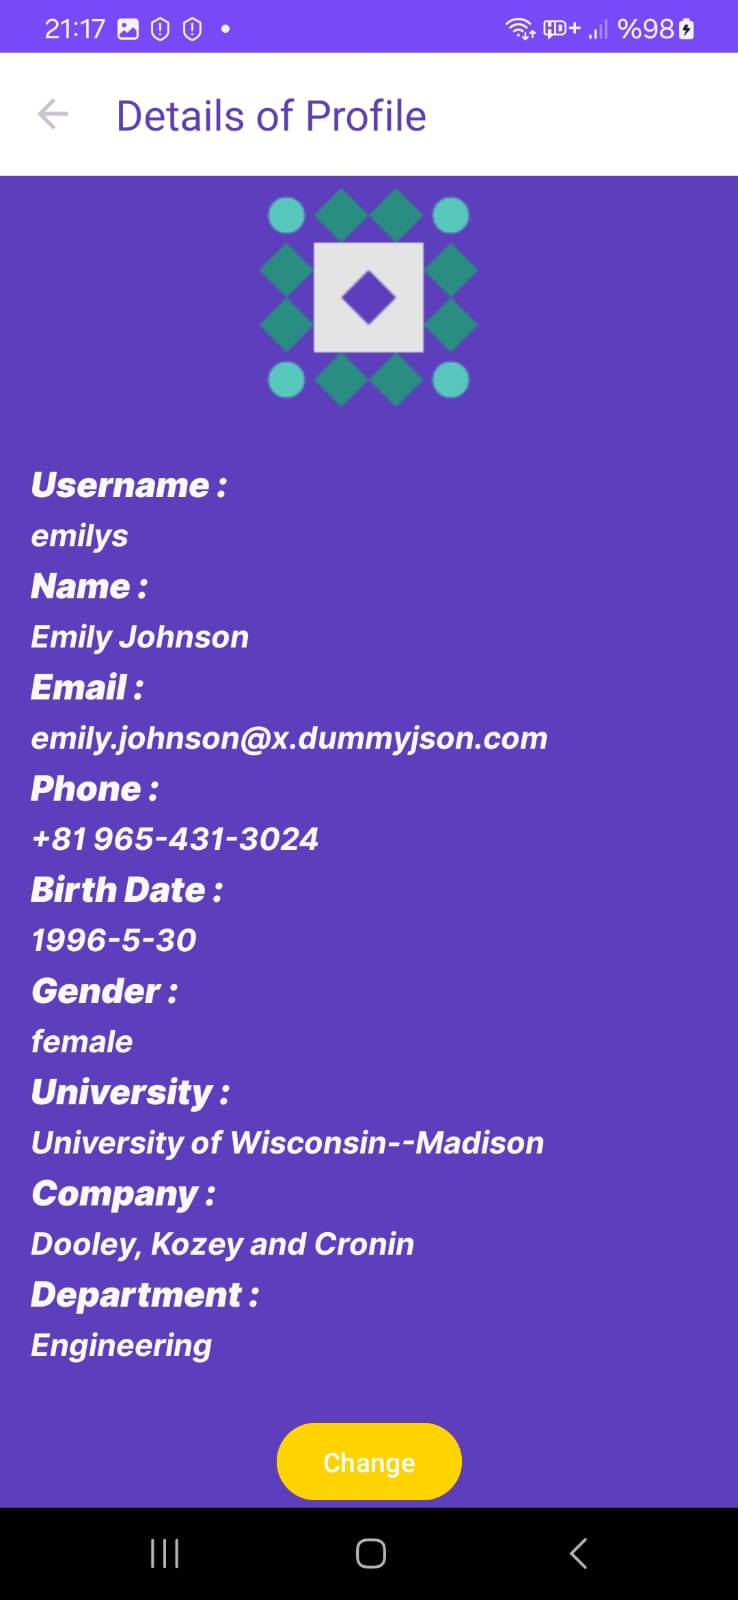 21:17
HD+
%98
Details of Profile
Username :
emilys
Name :
Emily Johnson
Email :
emily.johnson@x.dummyjson.com
Phone :
+81 965-431-3024
Birth Date :
1996-5-30
Gender :
female
University :
University of Wisconsin--Madison
Company :
Dooley, Kozey and Cronin
Department :
Engineering
Change